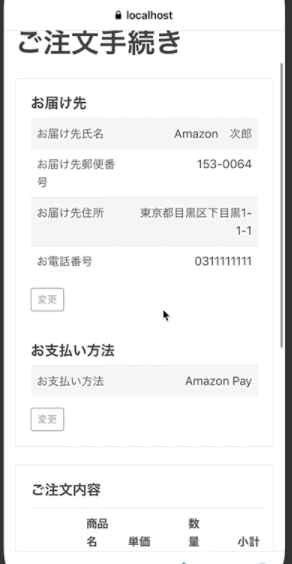 localhost
ご注文手続き
お届け先
お届け先氏名 Amazon 次郎
お届け先郵便番 153-0064
号
お届け先住所 東京都目黒区下目黒1-
1-1
お電話番号 0311111111
変更
お支払い方法
お支払い方法 Amazon Pay
変更
ご注文内容
商品 数
名 単価 量 小計